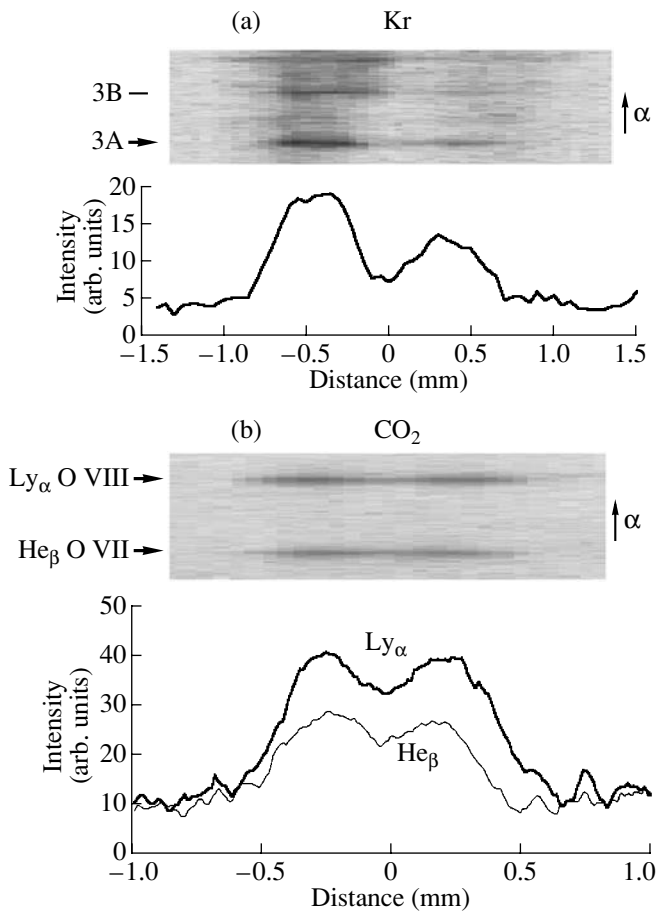 (a) Kr
3B
α
3A
20
15
10
5
0
Intensity
(arb. units)
−1.5 −1.0 −0.5 0 0.5 1.0 1.5
Distance (mm)
(b) CO₂
Lyα O VIII
α
Heβ O VII
50
40
30
20
10
0
Intensity
(arb. units)
Lyα
Heβ
−1.0 −0.5 0 0.5 1.0
Distance (mm)